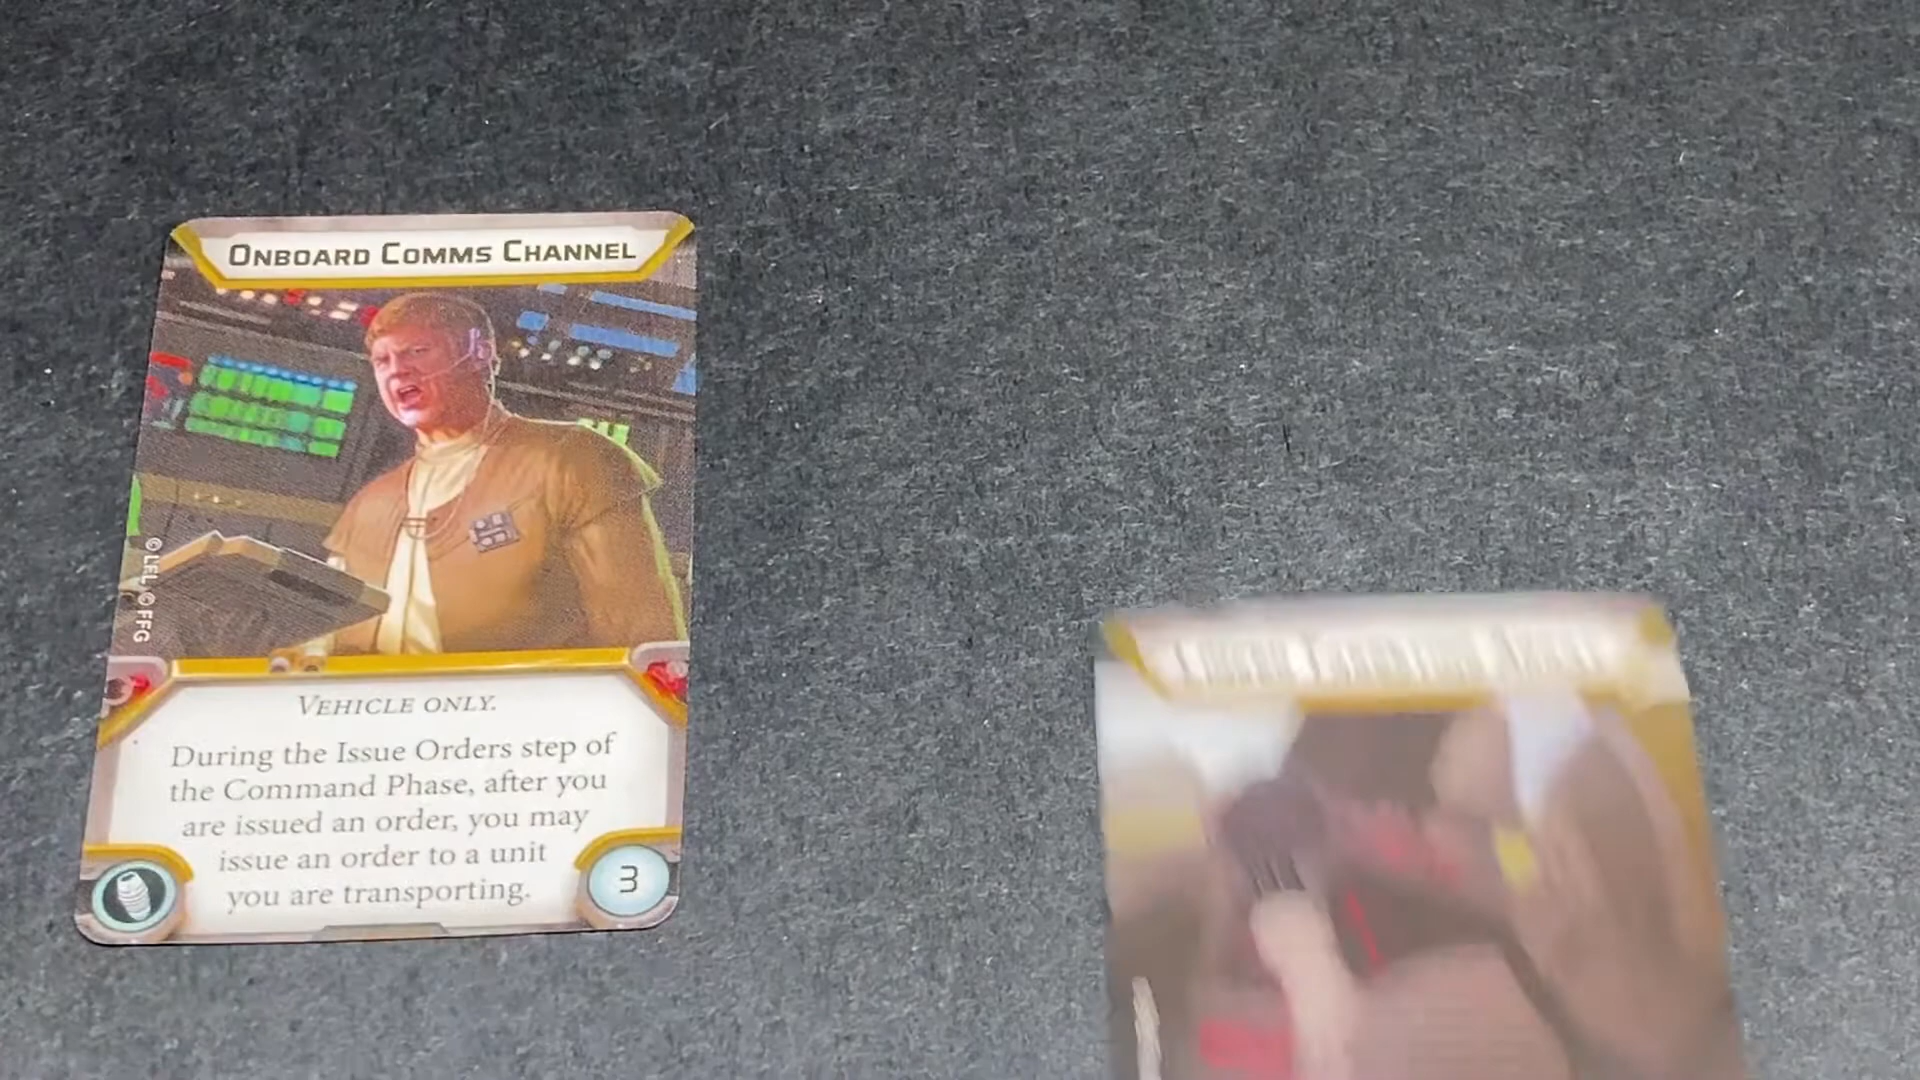 ONBOARD COMMS CHANNEL
© LFL © FFG
VEHICLE ONLY.
During the Issue Orders step of
the Command Phase, after you
are issued an order, you may
issue an order to a unit
you are transporting.
3